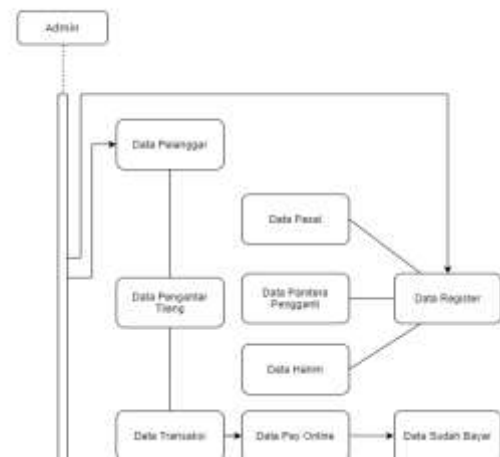 Admin
Data Pelanggar
Data Pasal
Data Pengantar
Tilang
Data Panitera
Pengganti
Data Register
Data Hakim
Data Transaksi
Data Pay Online
Data Sudah Bayar